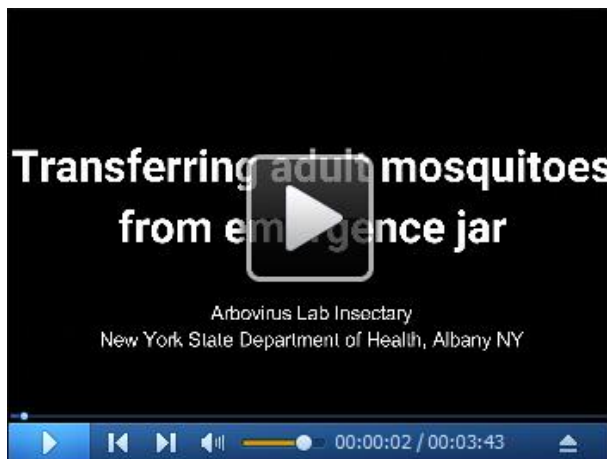 Transferring adult mosquitoes
from emergence jar
Arbovirus Lab Insectary
New York State Department of Health, Albany NY
00:00:02 / 00:03:43